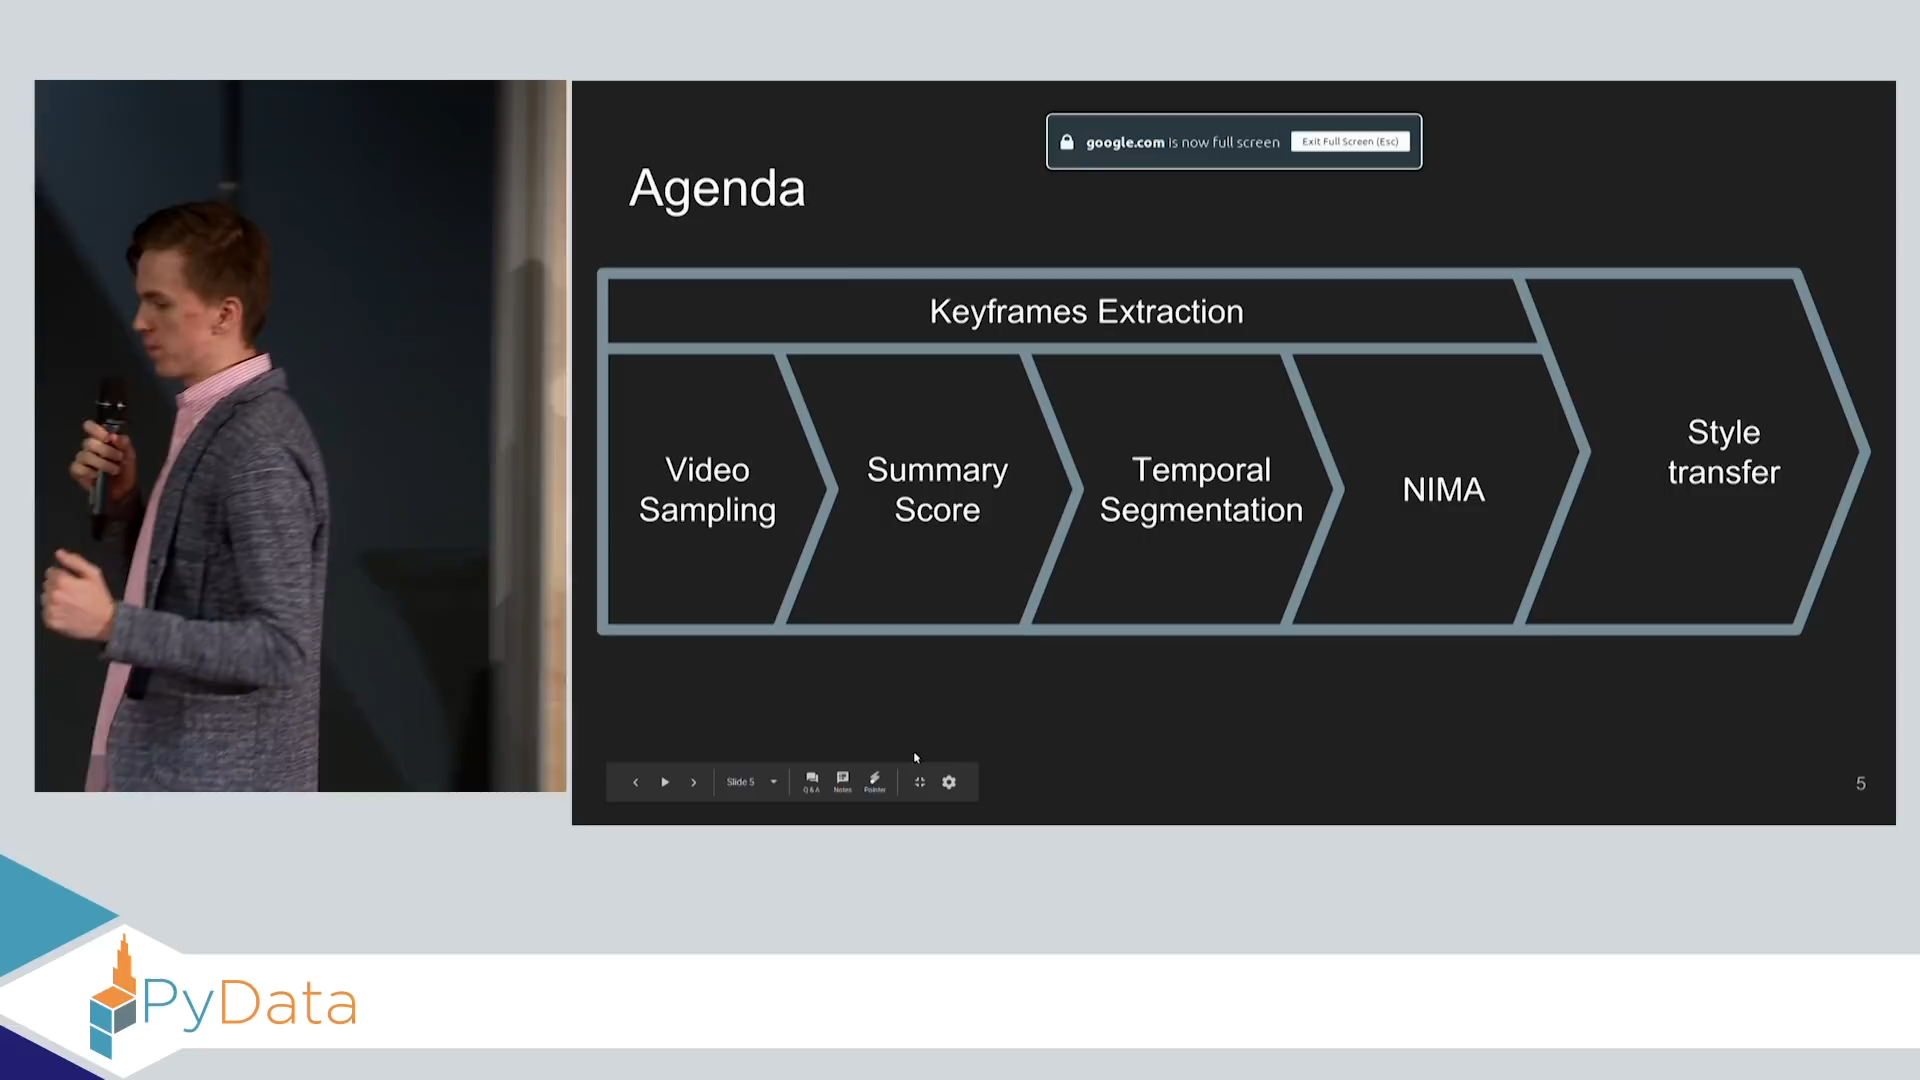 google.com is now full screen Exit Full Screen (Esc)
Agenda
Keyframes Extraction
Video
Sampling
Summary
Score
Temporal
Segmentation
NIMA
Style
transfer
Slide 5
Q & A
Notes
Pointer
5
PyData